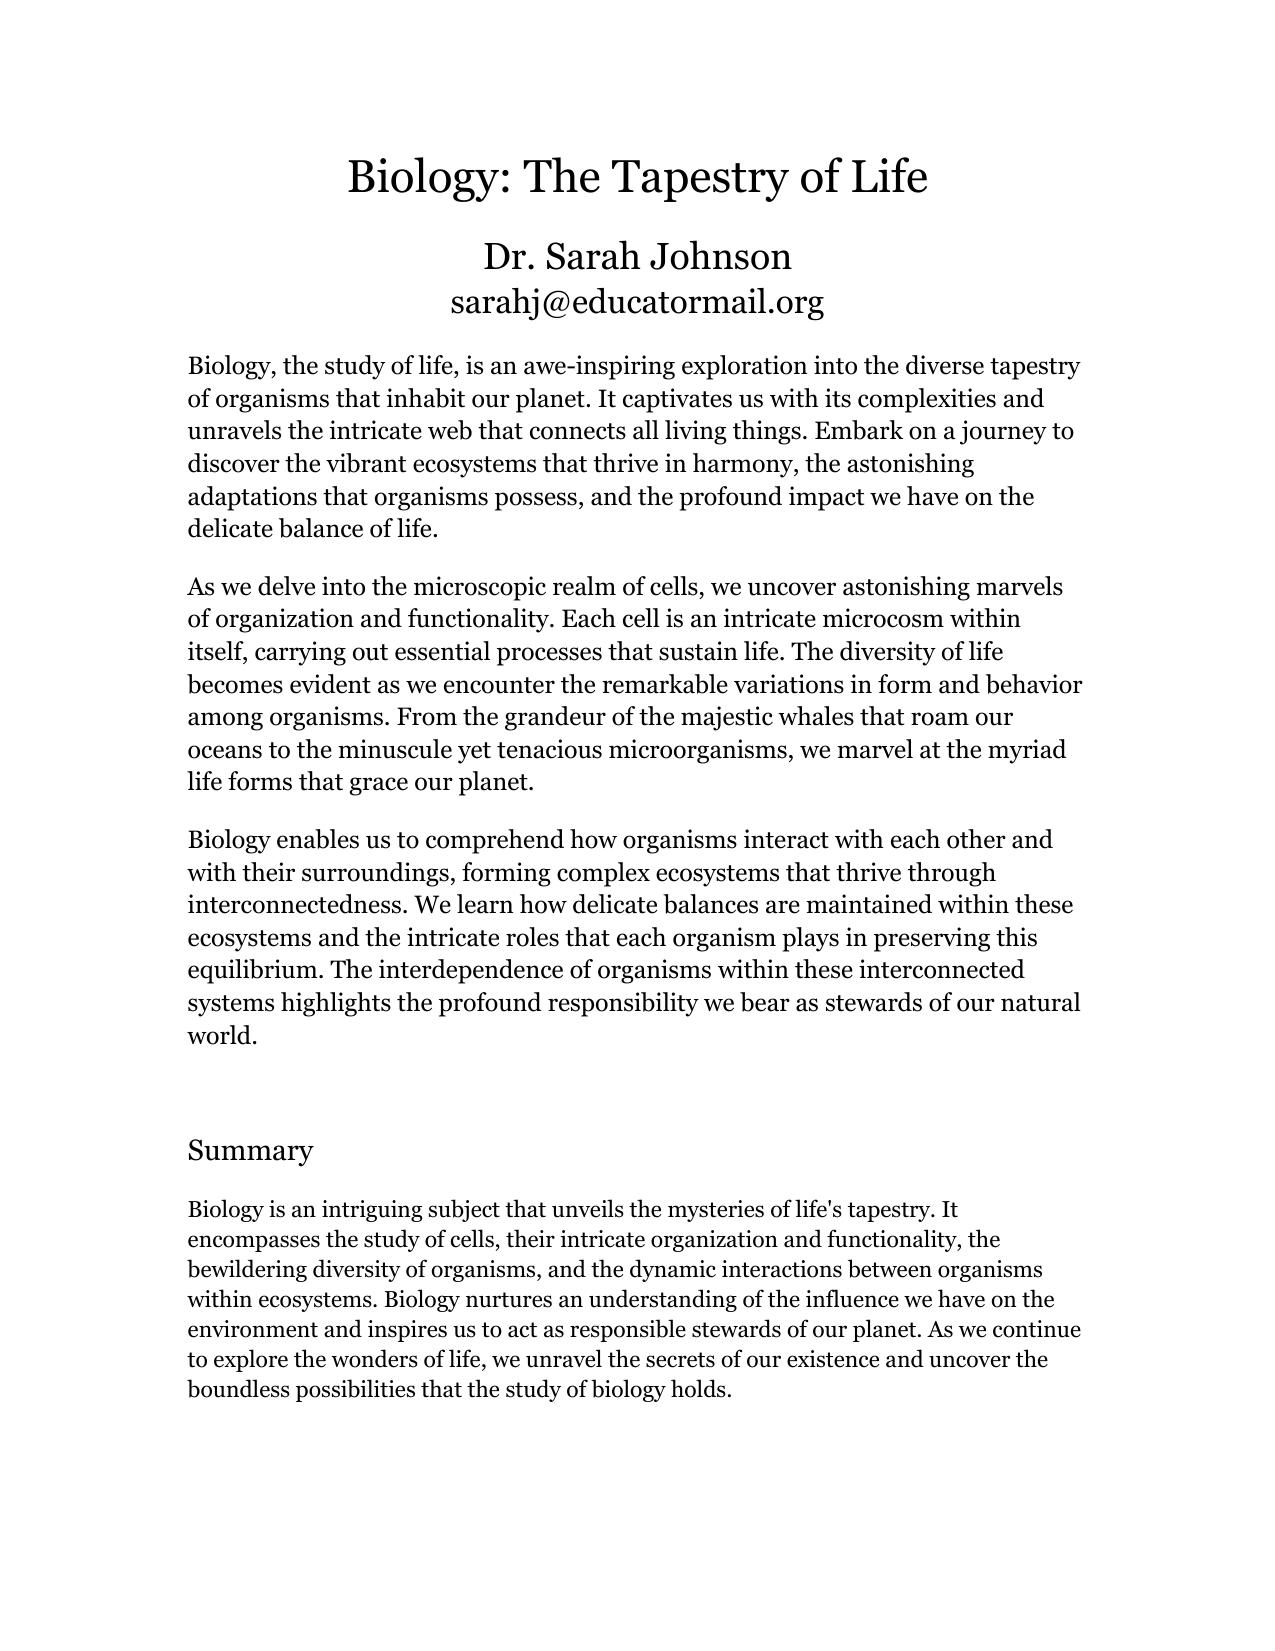 Biology: The Tapestry of Life
Dr. Sarah Johnson
sarahj@educatormail.org
Biology, the study of life, is an awe-inspiring exploration into the diverse tapestry
of organisms that inhabit our planet. It captivates us with its complexities and
unravels the intricate web that connects all living things. Embark on a journey to
discover the vibrant ecosystems that thrive in harmony, the astonishing
adaptations that organisms possess, and the profound impact we have on the
delicate balance of life.
As we delve into the microscopic realm of cells, we uncover astonishing marvels
of organization and functionality. Each cell is an intricate microcosm within
itself, carrying out essential processes that sustain life. The diversity of life
becomes evident as we encounter the remarkable variations in form and behavior
among organisms. From the grandeur of the majestic whales that roam our
oceans to the minuscule yet tenacious microorganisms, we marvel at the myriad
life forms that grace our planet.
Biology enables us to comprehend how organisms interact with each other and
with their surroundings, forming complex ecosystems that thrive through
interconnectedness. We learn how delicate balances are maintained within these
ecosystems and the intricate roles that each organism plays in preserving this
equilibrium. The interdependence of organisms within these interconnected
systems highlights the profound responsibility we bear as stewards of our natural
world.
Summary
Biology is an intriguing subject that unveils the mysteries of life's tapestry. It
encompasses the study of cells, their intricate organization and functionality, the
bewildering diversity of organisms, and the dynamic interactions between organisms
within ecosystems. Biology nurtures an understanding of the influence we have on the
environment and inspires us to act as responsible stewards of our planet. As we continue
to explore the wonders of life, we unravel the secrets of our existence and uncover the
boundless possibilities that the study of biology holds.